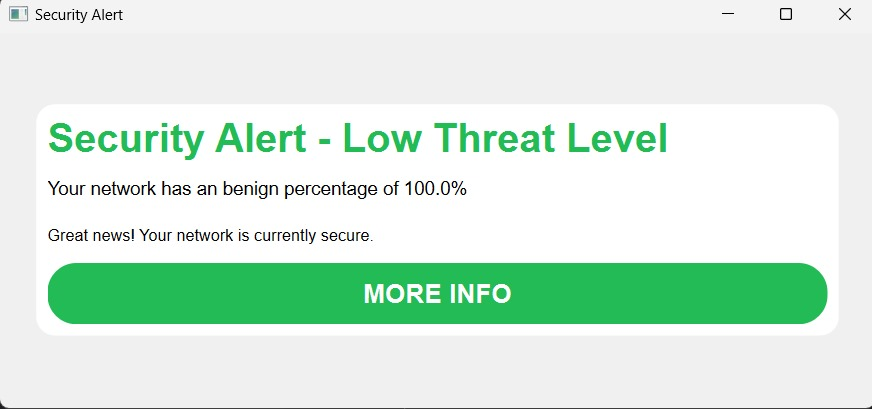 Security Alert
Security Alert - Low Threat Level
Your network has an benign percentage of 100.0%
Great news! Your network is currently secure.
MORE INFO